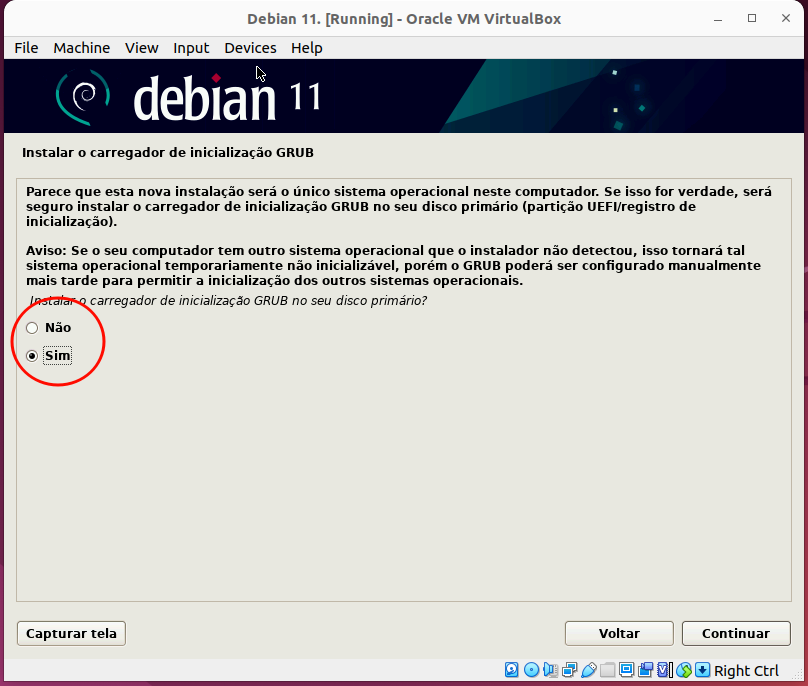 Debian 11. [Running] - Oracle VM VirtualBox
File Machine View Input Devices Help
debian 11
Instalar o carregador de inicialização GRUB
Parece que esta nova instalação será o único sistema operacional neste computador. Se isso for verdade, será
seguro instalar o carregador de inicialização GRUB no seu disco primário (partição UEFI/registro de
inicialização).
Aviso: Se o seu computador tem outro sistema operacional que o instalador não detectou, isso tornará tal
sistema operacional temporariamente não inicializável, porém o GRUB poderá ser configurado manualmente
mais tarde para permitir a inicialização dos outros sistemas operacionais.
Instalar o carregador de inicialização GRUB no seu disco primário?
Não
Sim
Capturar tela
Voltar
Continuar
Right Ctrl